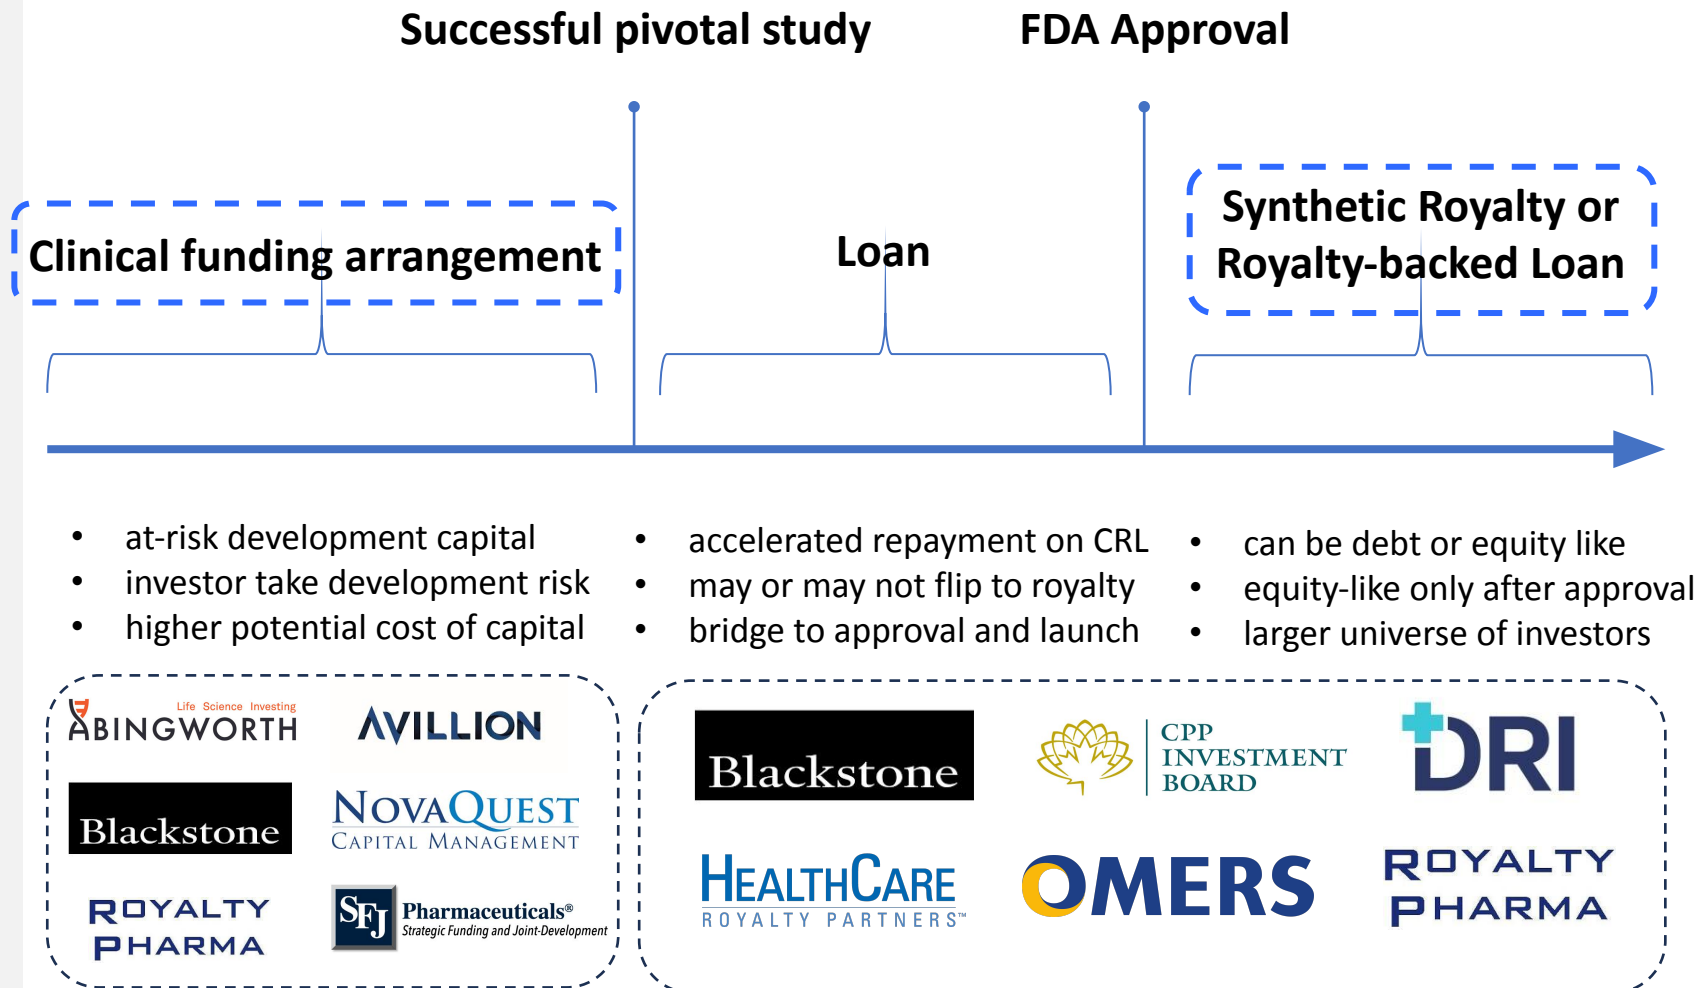 Successful pivotal study
FDA Approval
Clinical funding arrangement
Loan
Synthetic Royalty or
Royalty-backed Loan
• at-risk development capital
• investor take development risk
• higher potential cost of capital
• accelerated repayment on CRL
• may or may not flip to royalty
• bridge to approval and launch
• can be debt or equity like
• equity-like only after approval
• larger universe of investors
Life Science Investing
ABINGWORTH
AVILLION
Blackstone
NOVAQUEST
CAPITAL MANAGEMENT
ROYALTY
PHARMA
SFJ Pharmaceuticals®
Strategic Funding and Joint-Development
Blackstone
CPP
INVESTMENT
BOARD
DRI
HEALTHCARE
ROYALTY PARTNERS™
OMERS
ROYALTY
PHARMA